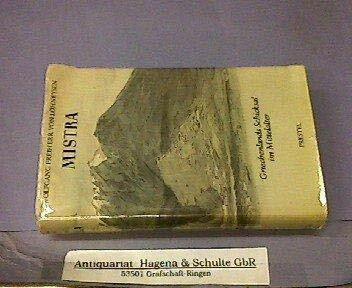 WOLFGANG FREIHERR VON LÖHNEYSEN
MISTRA
Griechenlands Schicksal
im Mittelalter
PRESTEL
Antiquariat Hagena & Schulte GbR
53501 Grafschaft-Ringen